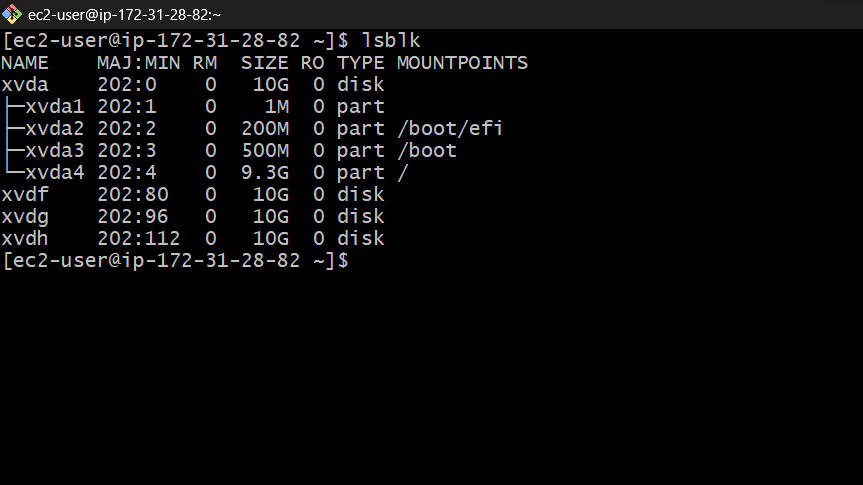 ec2-user@ip-172-31-28-82:~
[ec2-user@ip-172-31-28-82 ~]$ lsblk
NAME    MAJ:MIN RM  SIZE RO TYPE MOUNTPOINTS
xvda    202:0    0   10G  0 disk
├─xvda1 202:1    0    1M  0 part
├─xvda2 202:2    0  200M  0 part /boot/efi
├─xvda3 202:3    0  500M  0 part /boot
└─xvda4 202:4    0  9.3G  0 part /
xvdf    202:80   0   10G  0 disk
xvdg    202:96   0   10G  0 disk
xvdh    202:112  0   10G  0 disk
[ec2-user@ip-172-31-28-82 ~]$